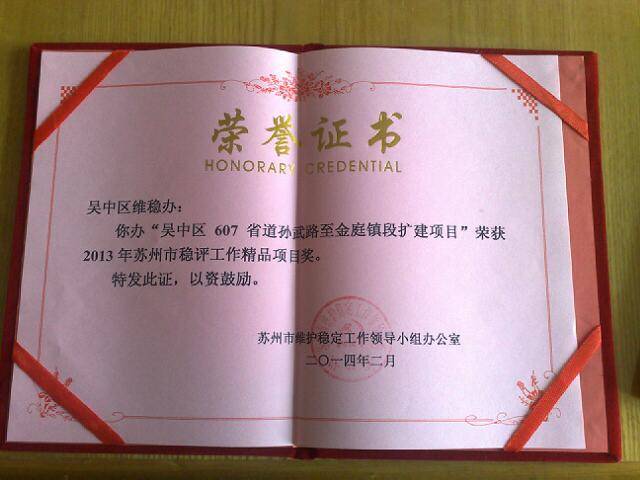 荣誉证书
HONORARY CREDENTIAL
吴中区维稳办：
你办“吴中区 607 省道孙武路至金庭镇段扩建项目”荣获
2013年苏州市稳评工作精品项目奖。
特发此证，以资鼓励。
苏州市维护稳定工作领导小组办公室
二〇一四年二月